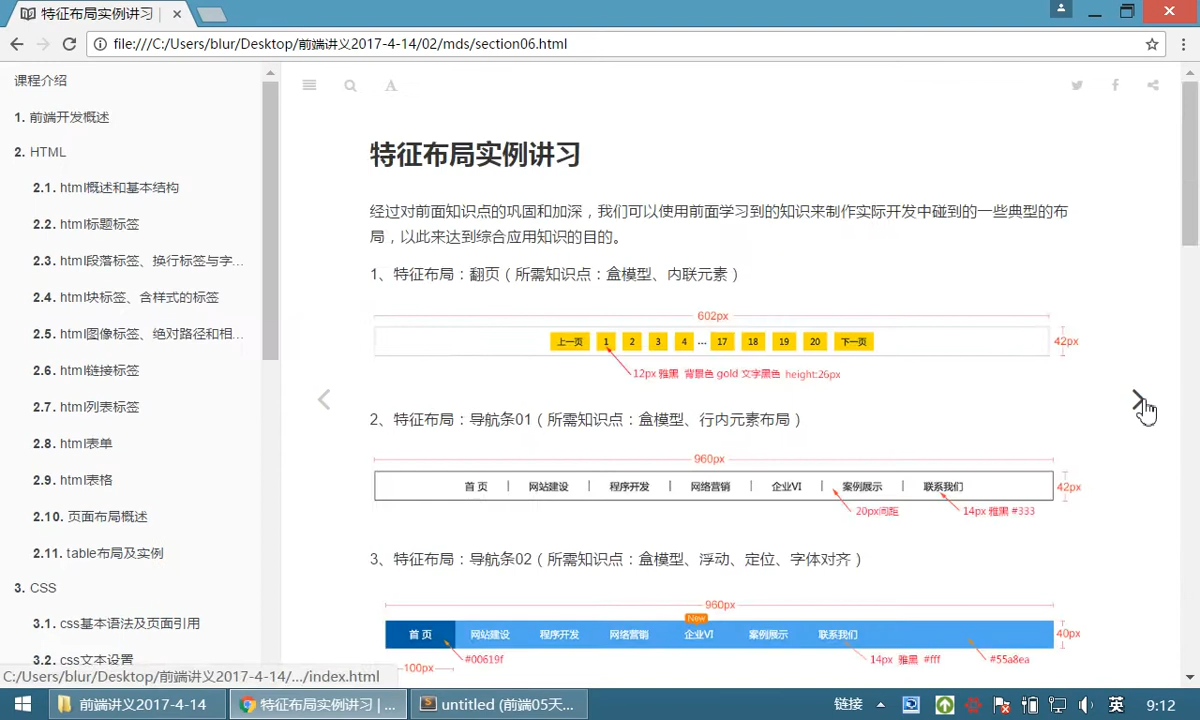 特征布局实例讲习
file:///C:/Users/blur/Desktop/前端讲义2017-4-14/02/mds/section06.html
课程介绍
1. 前端开发概述
2. HTML
2.1. html概述和基本结构
2.2. html标题标签
2.3. html段落标签、换行标签与字...
2.4. html块标签、含样式的标签
2.5. html图像标签、绝对路径和相...
2.6. html链接标签
2.7. html列表标签
2.8. html表单
2.9. html表格
2.10. 页面布局概述
2.11. table布局及实例
3. CSS
3.1. css基本语法及页面引用
3.2. css文本设置
C:/Users/blur/Desktop/前端讲义2017-4-14/.../index.html
A
特征布局实例讲习
经过对前面知识点的巩固和加深，我们可以使用前面学习到的知识来制作实际开发中碰到的一些典型的布
局，以此来达到综合应用知识的目的。
1、特征布局：翻页（所需知识点：盒模型、内联元素）
602px
上一页 1 2 3 4 ... 17 18 19 20 下一页
42px
12px 雅黑 背景色 gold 文字黑色 height:26px
2、特征布局：导航条01（所需知识点：盒模型、行内元素布局）
960px
首 页 | 网站建设 | 程序开发 | 网络营销 | 企业VI | 案例展示 | 联系我们
42px
20px间距
14px 雅黑 #333
3、特征布局：导航条02（所需知识点：盒模型、浮动、定位、字体对齐）
960px
New
首 页 网站建设 程序开发 网络营销 企业VI 案例展示 联系我们
40px
#00619f
14px 雅黑 #fff
#55a8ea
100px
前端讲义2017-4-14
特征布局实例讲习 | ...
untitled (前端05天...
链接
英
9:12